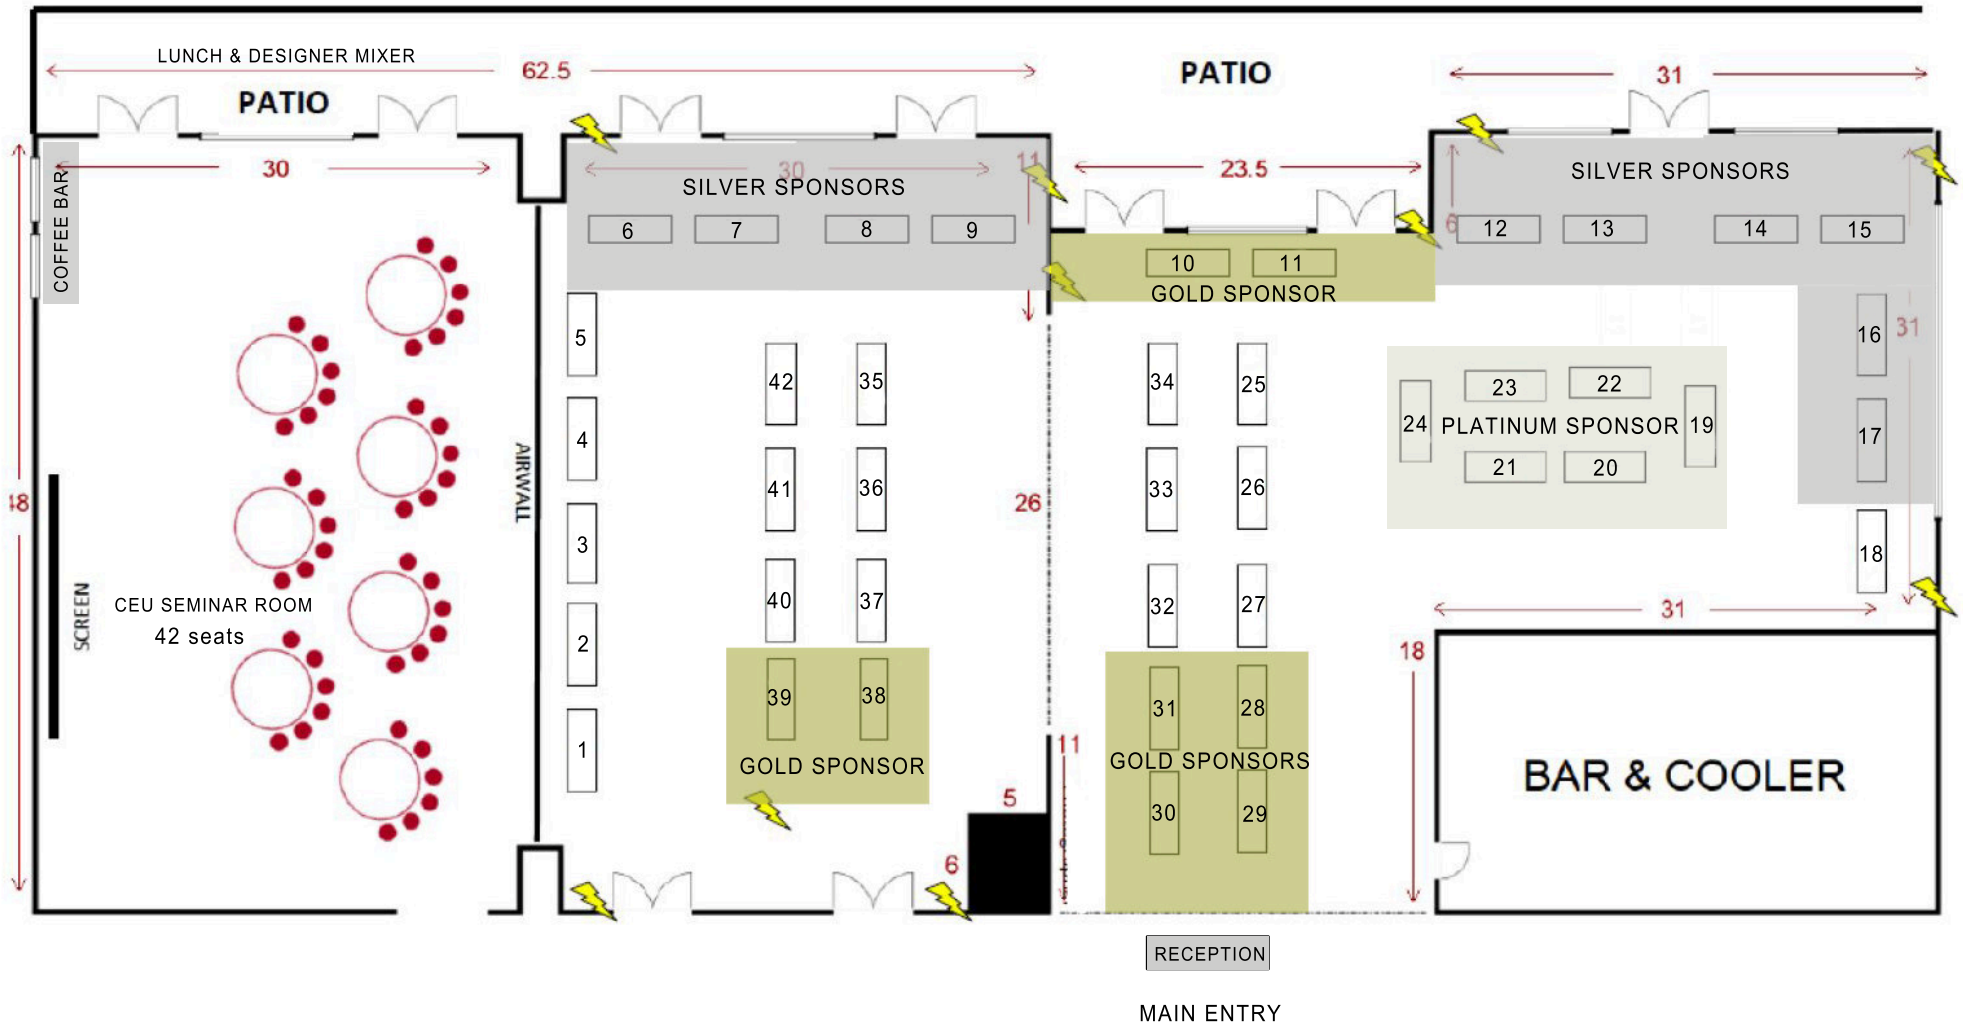 LUNCH & DESIGNER MIXER
62.5
PATIO
PATIO
31
30
30
11
23.5
SILVER SPONSORS
SILVER SPONSORS
COFFEE BAR
6 7 8 9
6
12 13 14 15
10 11
GOLD SPONSOR
5
42 35
34 25
16
31
23 22
24 PLATINUM SPONSOR 19
21 20
17
4
41 36
33 26
AIRWALL
48
26
3
18
40 37
32 27
31
SCREEN
CEU SEMINAR ROOM
42 seats
2
18
39 38
31 28
1
11
GOLD SPONSOR
GOLD SPONSORS
BAR & COOLER
5
30 29
6
RECEPTION
MAIN ENTRY